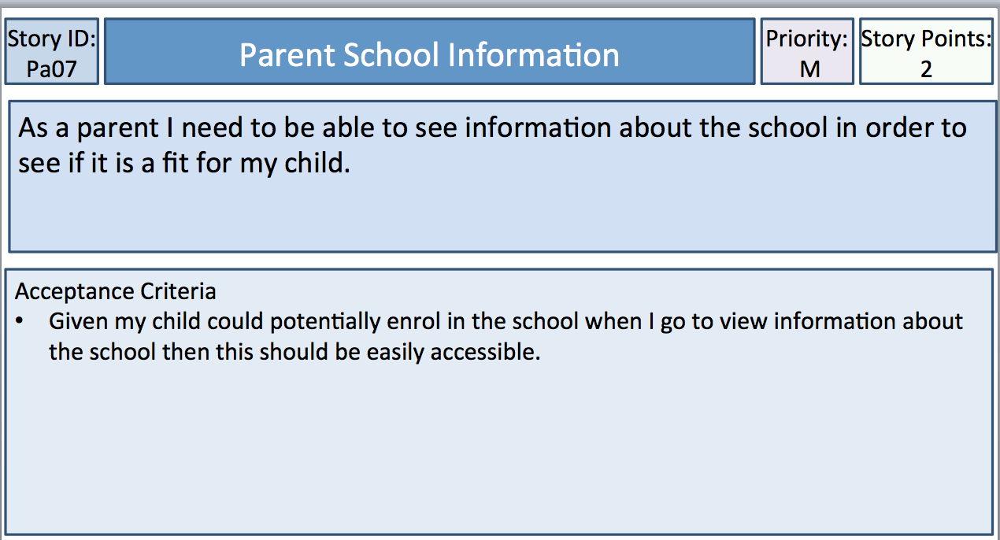 Story ID:
Pa07
Parent School Information
Priority:
M
Story Points:
2
As a parent I need to be able to see information about the school in order to
see if it is a fit for my child.
Acceptance Criteria
• Given my child could potentially enrol in the school when I go to view information about
the school then this should be easily accessible.